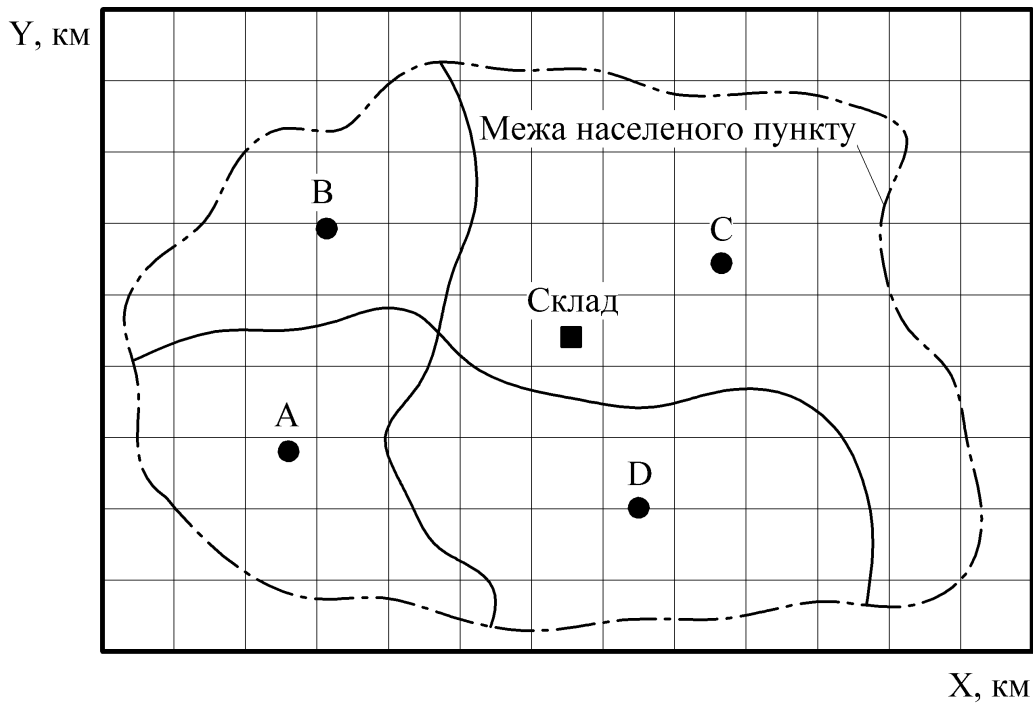 Y, км
Межа населеного пункту
B
C
Склад
A
D
X, км